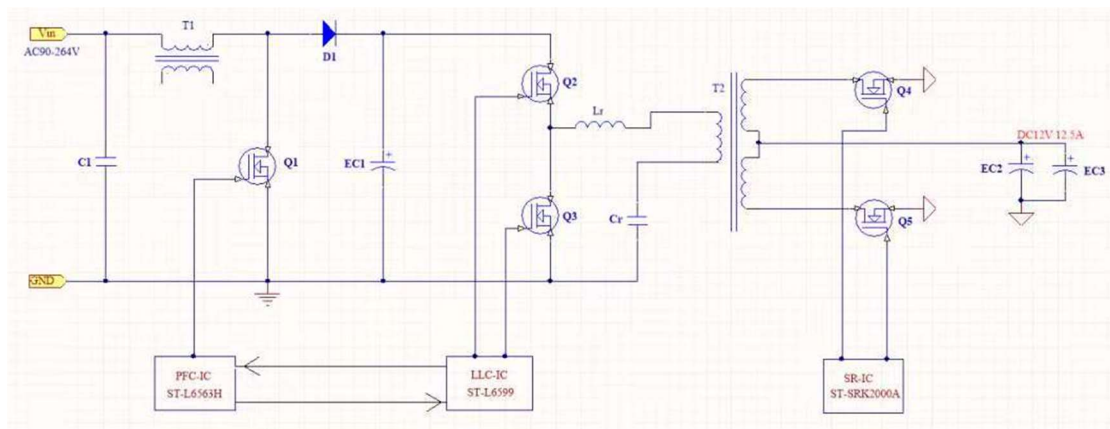 Vin
AC90-264V
T1
D1
C1
Q1
EC1
Q2
Q3
Lr
Cr
T2
Q4
Q5
DC12V 12.5A
EC2
EC3
GND
PFC-IC
ST-L6563H
LLC-IC
ST-L6599
SR-IC
ST-SRK2000A